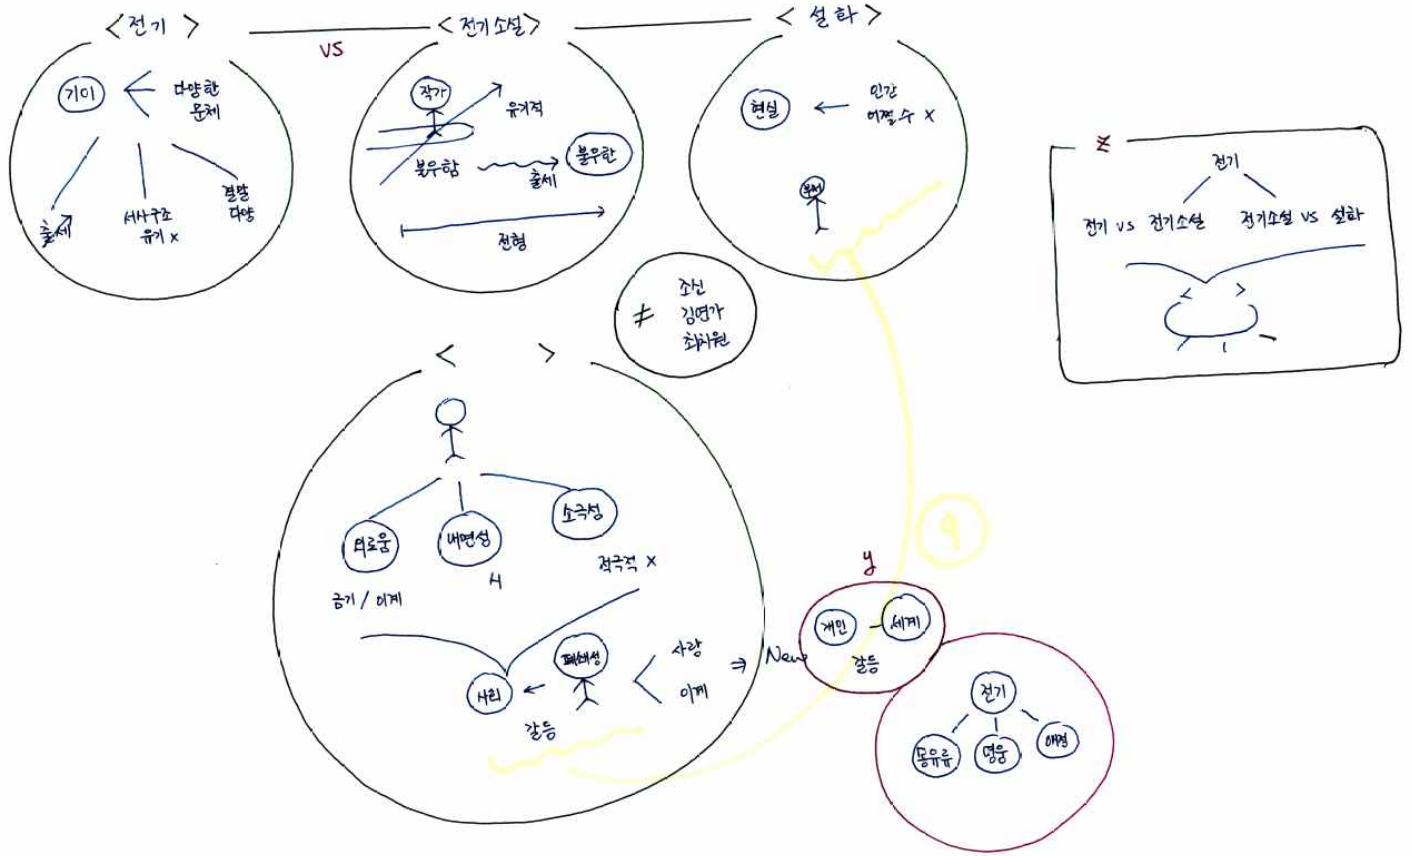 < 전기 >
VS
< 전기소설 >
< 설화 >
기이
다양한
문체
출세
서사구조
유기 x
결말
다양
작가
유기적
불우함
출세
불우한
전형
현실
인간
어쩔 수 x
부처
≠
조신
김현가
최치원
z
전기
전기 vs 전기소설
전기소설 vs 설화
< >
< >
외로움
내면성
소극성
금기 / 이계
시
적극적 x
시리
폐쇄성
갈등
사랑
이계
⇒ New
y
개인
세계
갈등
9
전기
몽유류
영웅
애정